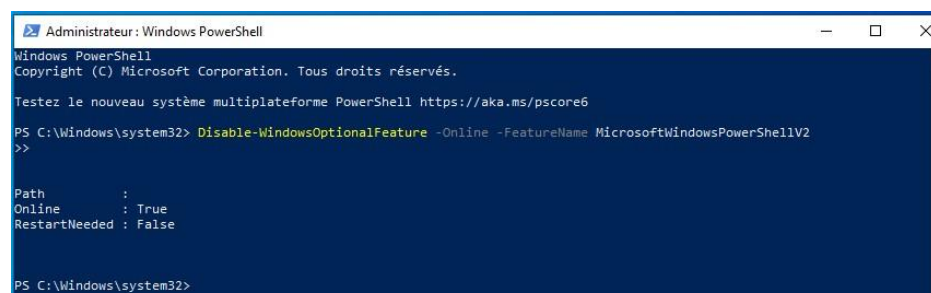 Administrateur : Windows PowerShell
Windows PowerShell
Copyright (C) Microsoft Corporation. Tous droits réservés.
Testez le nouveau système multiplateforme PowerShell https://aka.ms/pscore6
PS C:\Windows\system32> Disable-WindowsOptionalFeature -Online -FeatureName MicrosoftWindowsPowerShellV2
>>
Path          :
Online        : True
RestartNeeded : False
PS C:\Windows\system32>